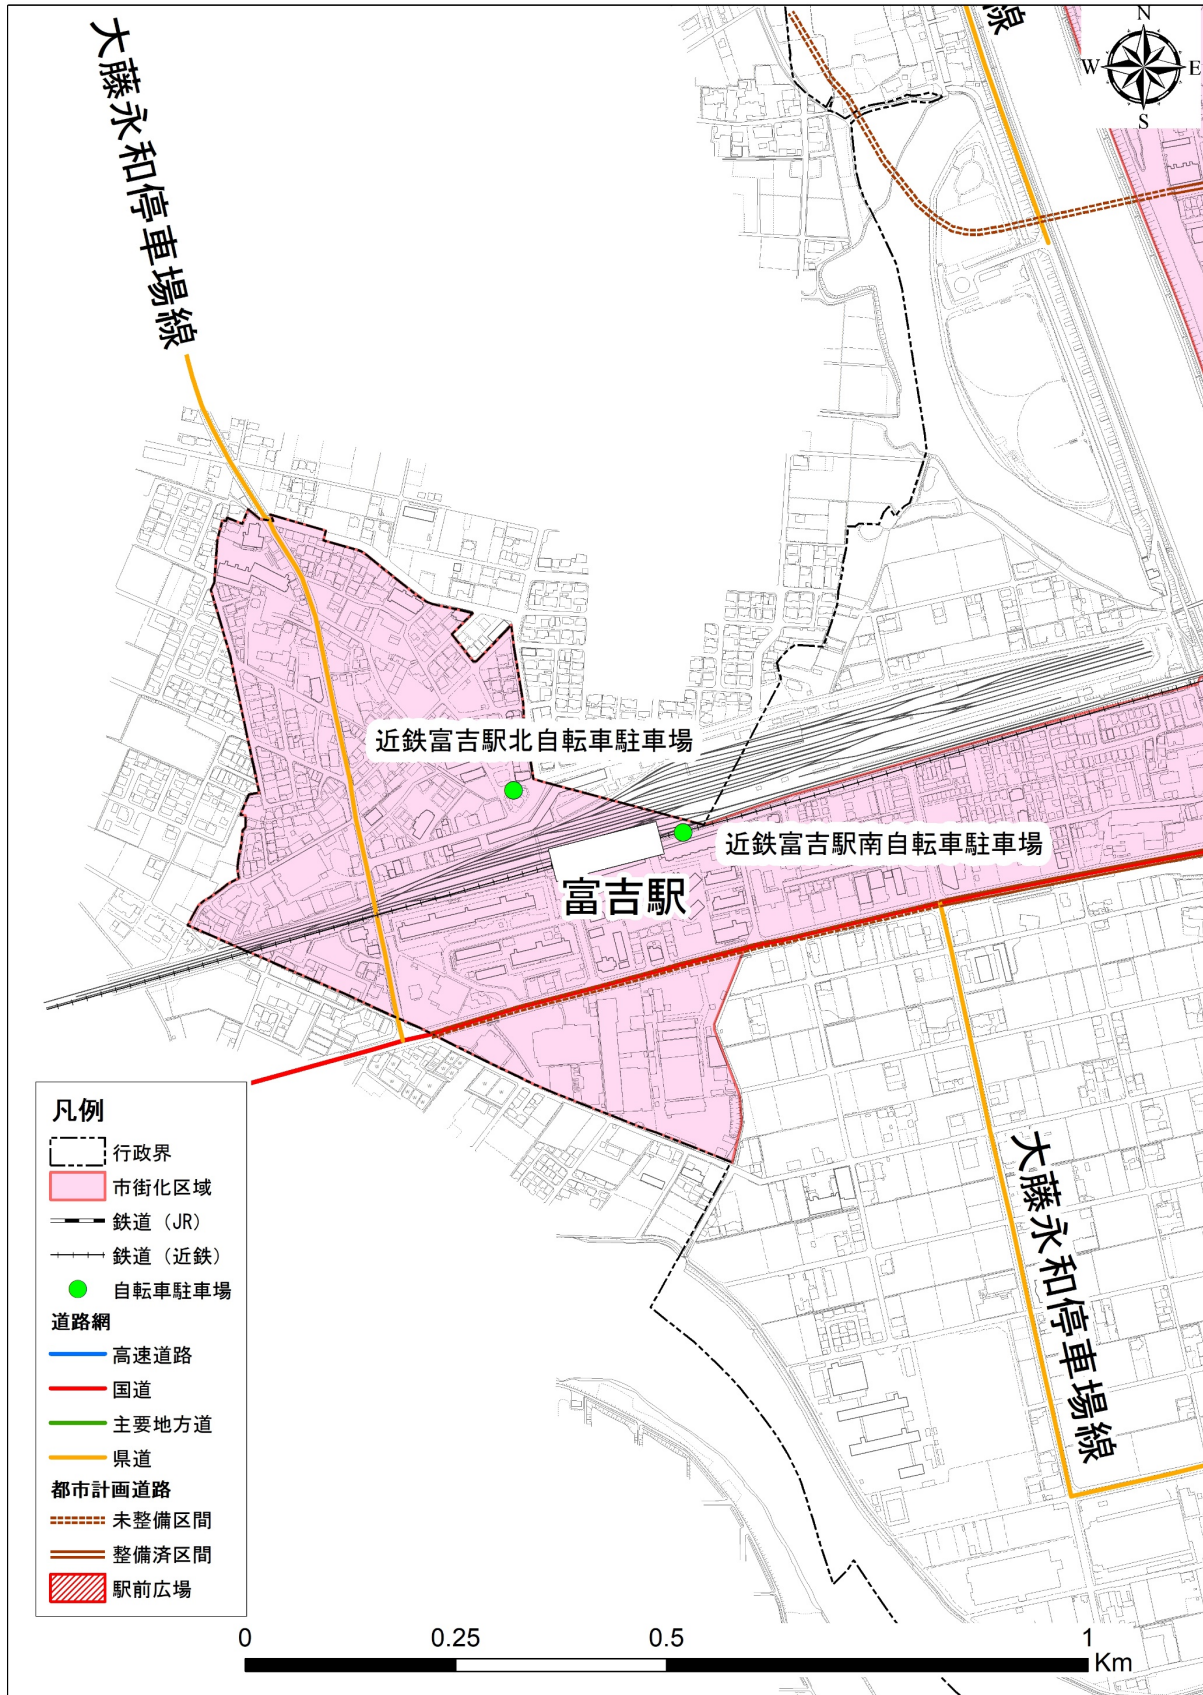 線
N
W
E
S
大藤永和停車場線
近鉄富吉駅北自転車駐車場
近鉄富吉駅南自転車駐車場
富吉駅
大藤永和停車場線
凡例
行政界
市街化区域
鉄道（JR）
鉄道（近鉄）
自転車駐車場
道路網
高速道路
国道
主要地方道
県道
都市計画道路
未整備区間
整備済区間
駅前広場
0 0.25 0.5 1
Km